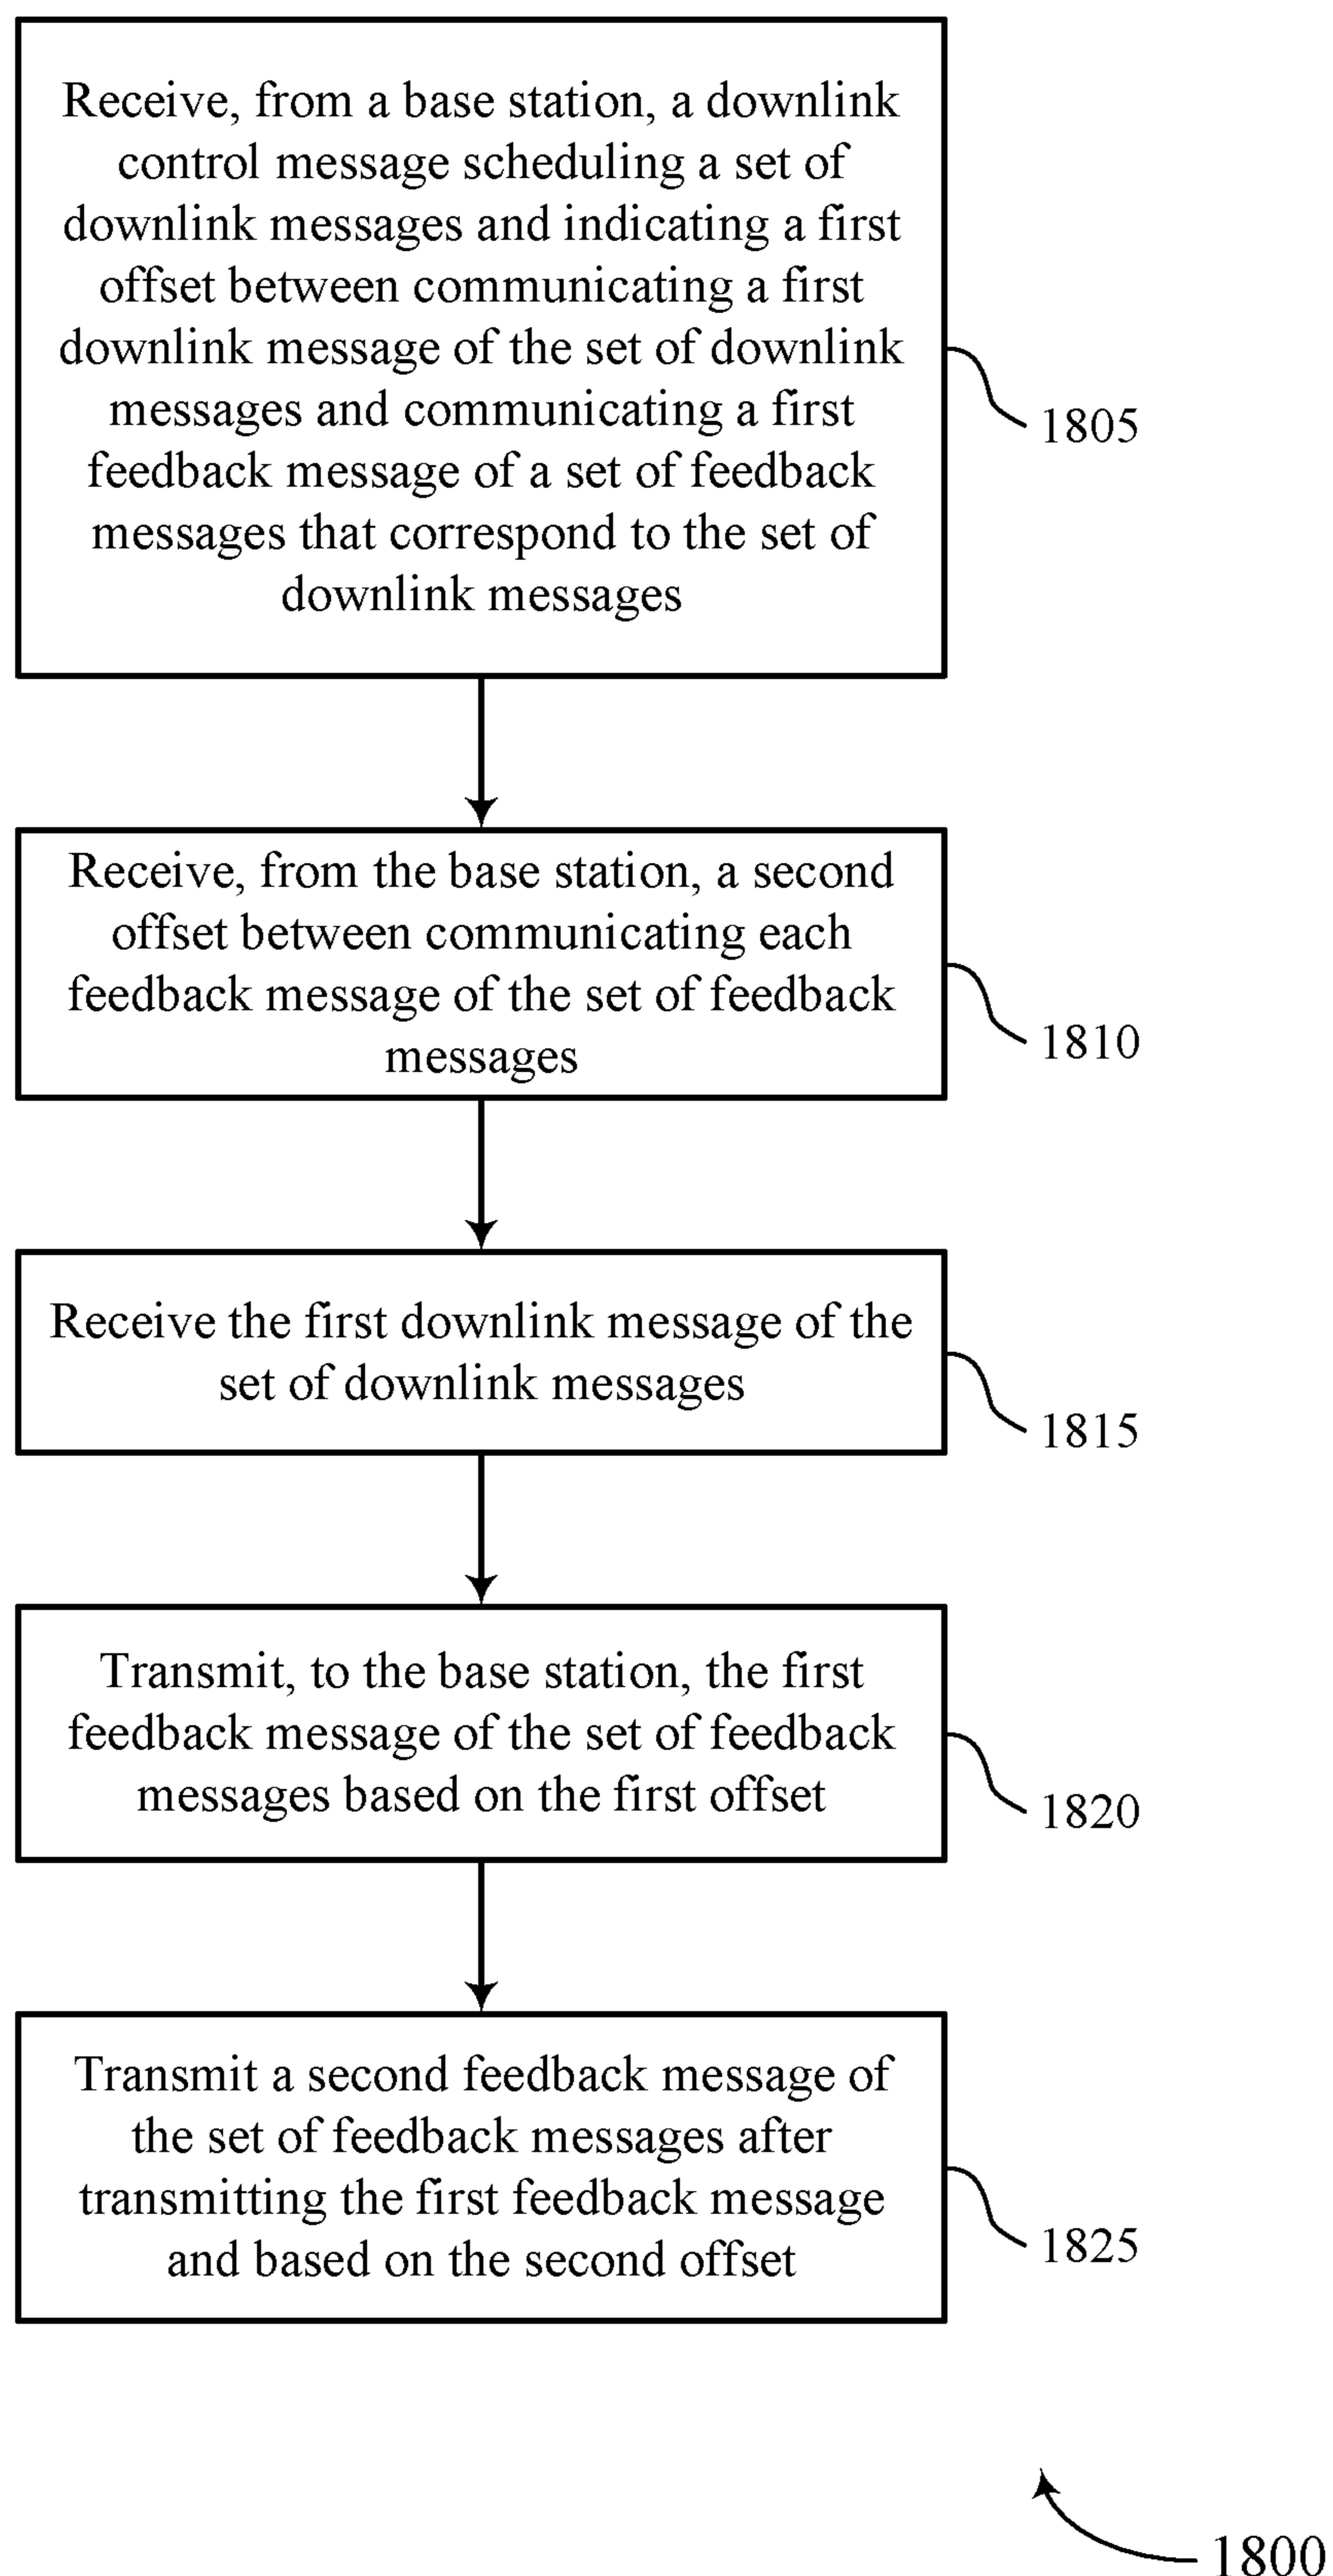 Receive, from a base station, a downlink
control message scheduling a set of
downlink messages and indicating a first
offset between communicating a first
downlink message of the set of downlink
messages and communicating a first
feedback message of a set of feedback
messages that correspond to the set of
downlink messages
1805
Receive, from the base station, a second
offset between communicating each
feedback message of the set of feedback
messages
1810
Receive the first downlink message of the
set of downlink messages
1815
Transmit, to the base station, the first
feedback message of the set of feedback
messages based on the first offset
1820
Transmit a second feedback message of
the set of feedback messages after
transmitting the first feedback message
and based on the second offset
1825
1800